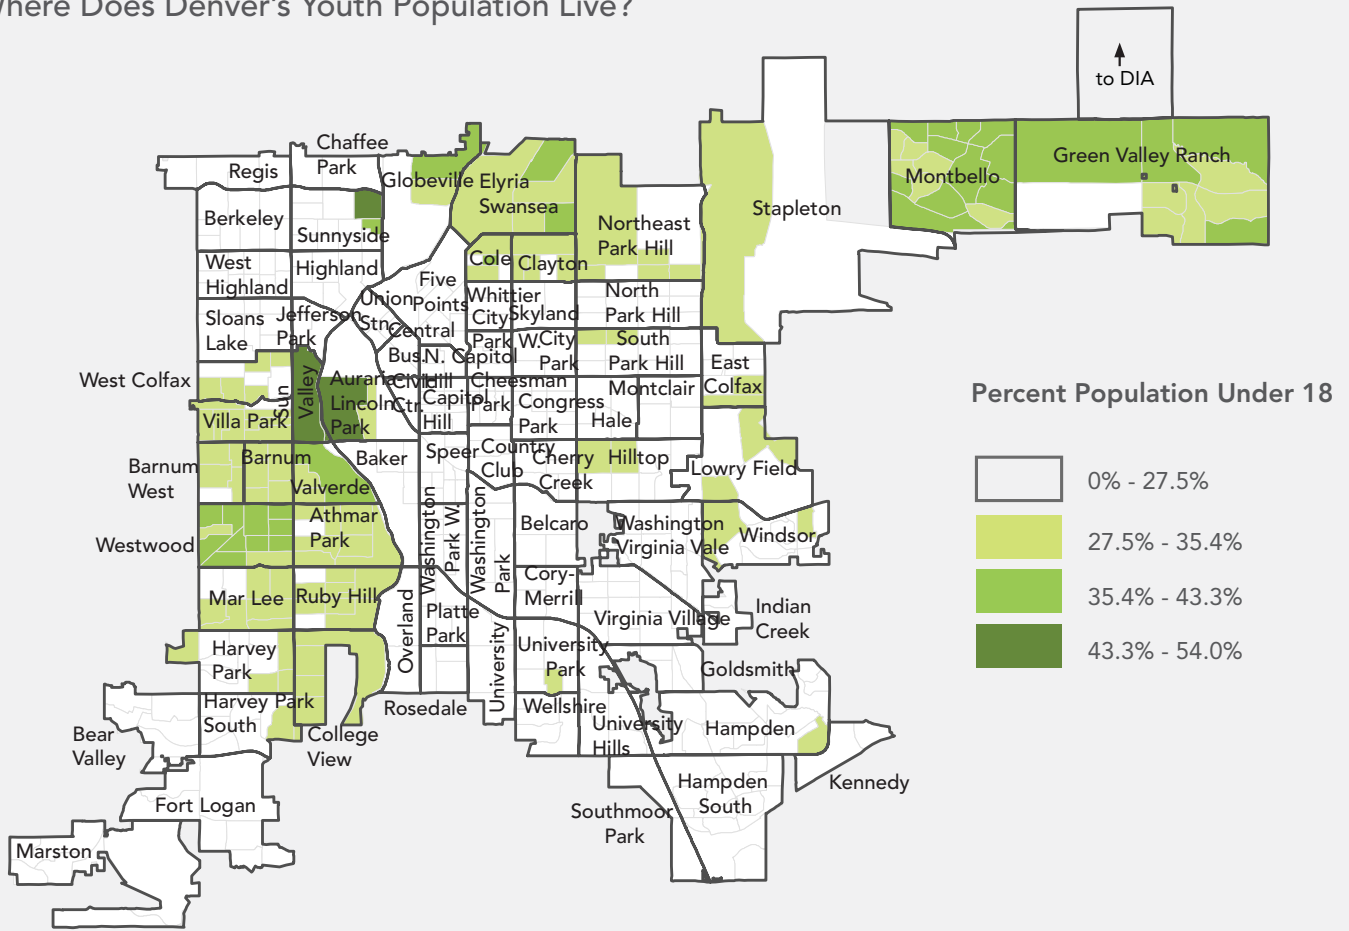 Where Does Denver's Youth Population Live?
to DIA
Chaffee
Park
Regis
Globeville
Elyria
Swansea
Green Valley Ranch
Montbello
Stapleton
Berkeley
Sunnyside
Northeast
Park Hill
West
Highland
Highland
Cole
Clayton
Five
Points
Union
Stn.
Whittier
City
Park
Skyland
North
Park Hill
Sloans
Lake
Jefferson
Park
Central
Bus.
N. Capitol
Hill
W.
City
Park
South
Park Hill
East
Colfax
West Colfax
Sun
Valley
Auraria
Lincoln
Park
Civic
Ctr.
Capitol
Hill
Cheesman
Park
Congress
Park
Hale
Montclair
Percent Population Under 18
0% - 27.5%
27.5% - 35.4%
35.4% - 43.3%
43.3% - 54.0%
Villa Park
Barnum
West
Barnum
Valverde
Baker
Speer
Country
Club
Cherry
Creek
Hilltop
Lowry Field
Westwood
Athmar
Park
Washington
Park W.
Washington
Park
Belcaro
Washington
Virginia Vale
Windsor
Mar Lee
Ruby Hill
Overland
Platte
Park
University
Cory-
Merrill
Virginia Village
Indian
Creek
Harvey
Park
University
Park
Goldsmith
Harvey Park
South
Rosedale
Wellshire
University
Hills
Hampden
Bear
Valley
College
View
Kennedy
Hampden
South
Southmoor
Park
Fort Logan
Marston